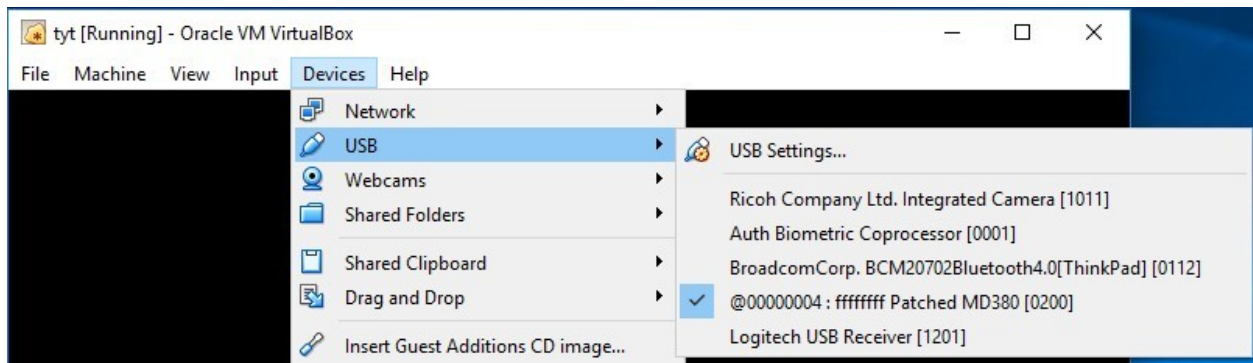 tyt [Running] - Oracle VM VirtualBox
File Machine View Input Devices Help
Network
USB
Webcams
Shared Folders
Shared Clipboard
Drag and Drop
Insert Guest Additions CD image...
USB Settings...
Ricoh Company Ltd. Integrated Camera [1011]
Auth Biometric Coprocessor [0001]
BroadcomCorp. BCM20702Bluetooth4.0[ThinkPad] [0112]
@00000004 : ffffffff Patched MD380 [0200]
Logitech USB Receiver [1201]